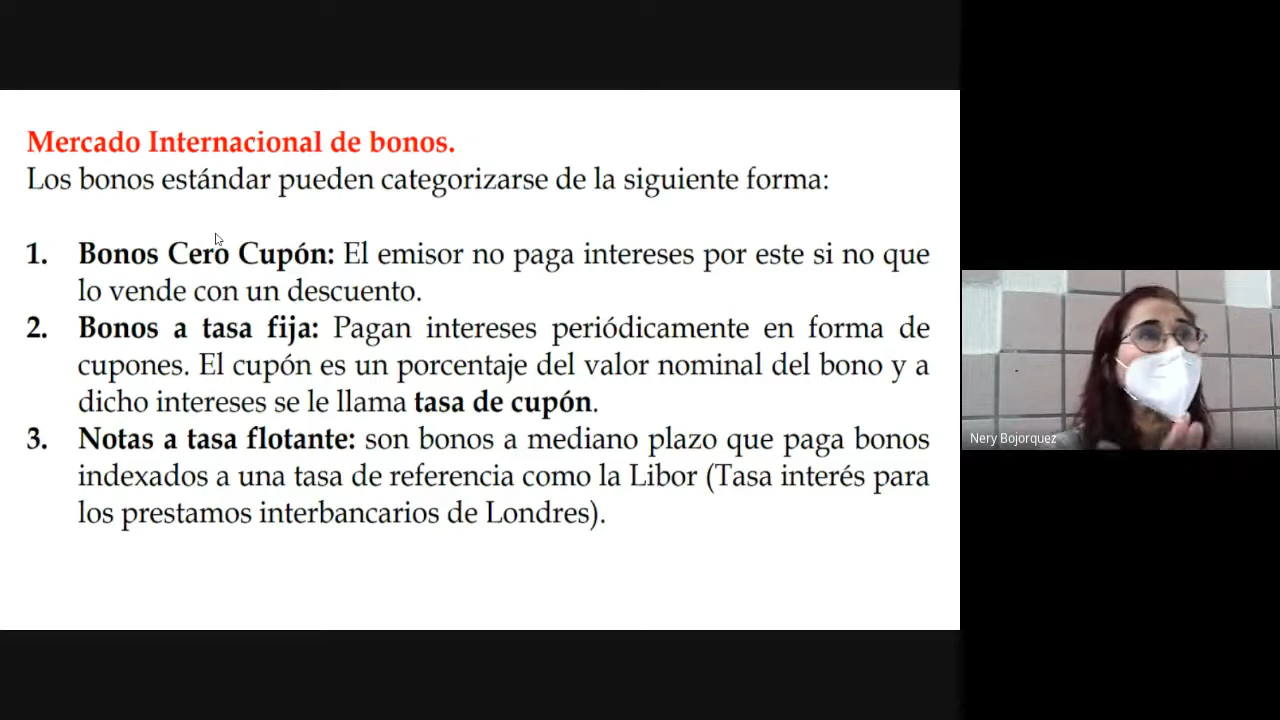 Mercado Internacional de bonos.
Los bonos estándar pueden categorizarse de la siguiente forma:
1. Bonos Cero Cupón: El emisor no paga intereses por este si no que
lo vende con un descuento.
2. Bonos a tasa fija: Pagan intereses periódicamente en forma de
cupones. El cupón es un porcentaje del valor nominal del bono y a
dicho intereses se le llama tasa de cupón.
3. Notas a tasa flotante: son bonos a mediano plazo que paga bonos
indexados a una tasa de referencia como la Libor (Tasa interés para
los prestamos interbancarios de Londres).
Nery Bojorquez